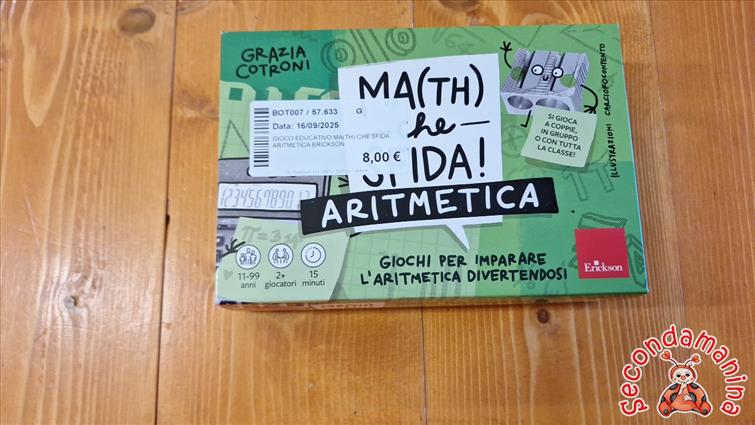 GRAZIA
COTRONI
MA(TH)
che
SFIDA!
ARITMETICA
BOT007 / 57.633 G
Data: 16/09/2025
GIOCO EDUCATIVO MA(TH) CHE SFIDA
ARITMETICA ERICKSON
8,00 €
SI GIOCA
A COPPIE,
IN GRUPPO
O CON TUTTA
LA CLASSE!
ILLUSTRAZIONI CARCIOFOCONTENTO
11-99
anni
2+
giocatori
15
minuti
GIOCHI PER IMPARARE
L'ARITMETICA DIVERTENDOSI
Erickson
secondamanina